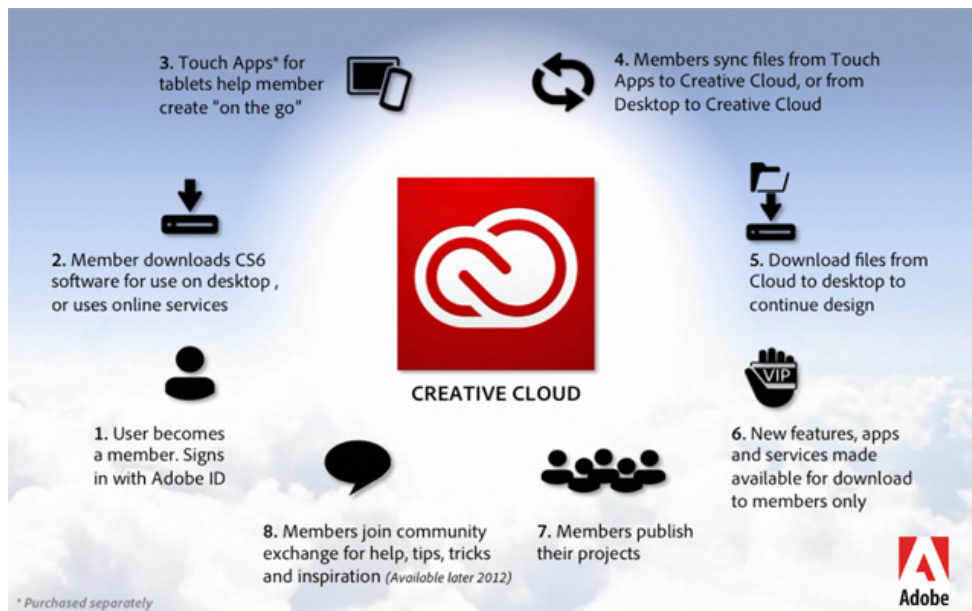 1. User becomes
a member. Signs
in with Adobe ID
2. Member downloads CS6
software for use on desktop ,
or uses online services
3. Touch Apps* for
tablets help member
create "on the go"
4. Members sync files from Touch
Apps to Creative Cloud, or from
Desktop to Creative Cloud
5. Download files from
Cloud to desktop to
continue design
VIP
6. New features, apps
and services made
available for download
to members only
7. Members publish
their projects
8. Members join community
exchange for help, tips, tricks
and inspiration (Available later 2012)
CREATIVE CLOUD
* Purchased separately
Adobe